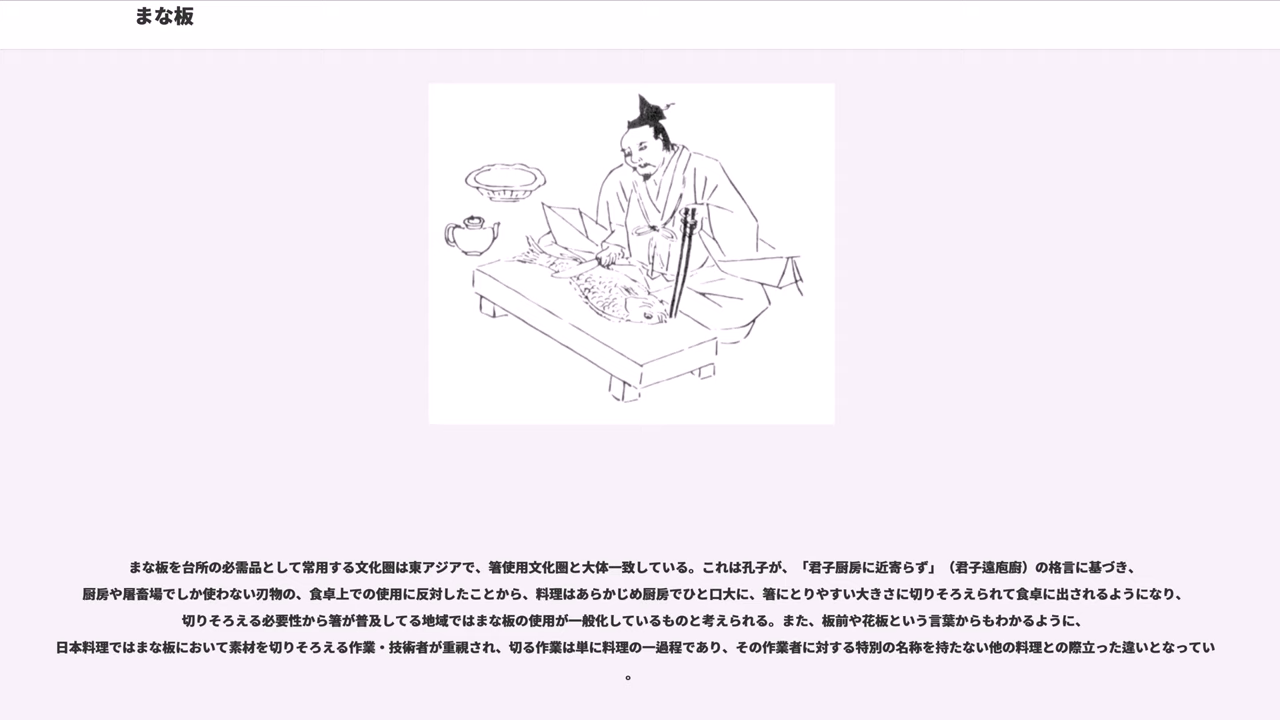 まな板
まな板を台所の必需品として常用する文化圏は東アジアで、箸使用文化圏と大体一致している。これは孔子が、「君子厨房に近寄らず」（君子遠庖廚）の格言に基づき、
厨房や屠畜場でしか使わない刃物の、食卓上での使用に反対したことから、料理はあらかじめ厨房でひと口大に、箸にとりやすい大きさに切りそろえられて食卓に出されるようになり、
切りそろえる必要性から箸が普及してる地域ではまな板の使用が一般化しているものと考えられる。また、板前や花板という言葉からもわかるように、
日本料理ではまな板において素材を切りそろえる作業・技術者が重視され、切る作業は単に料理の一過程であり、その作業者に対する特別の名称を持たない他の料理との際立った違いとなってい
。